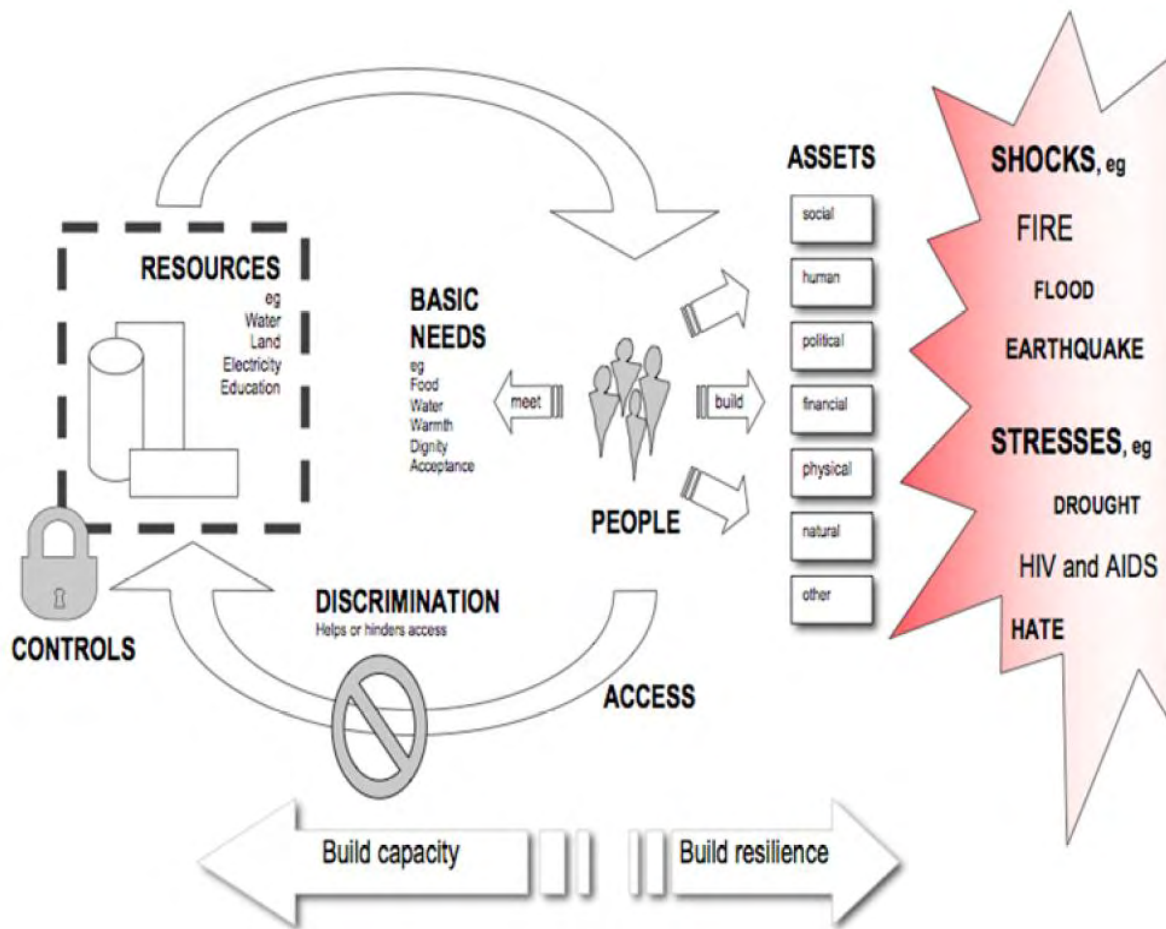 RESOURCES
eg
Water
Land
Electricity
Education
CONTROLS
BASIC
NEEDS
eg
Food
Water
Warmth
Dignity
Acceptance
meet
PEOPLE
build
ASSETS
social
human
political
financial
physical
natural
other
SHOCKS, eg
FIRE
FLOOD
EARTHQUAKE
STRESSES, eg
DROUGHT
HIV and AIDS
HATE
DISCRIMINATION
Helps or hinders access
ACCESS
Build capacity
Build resilience